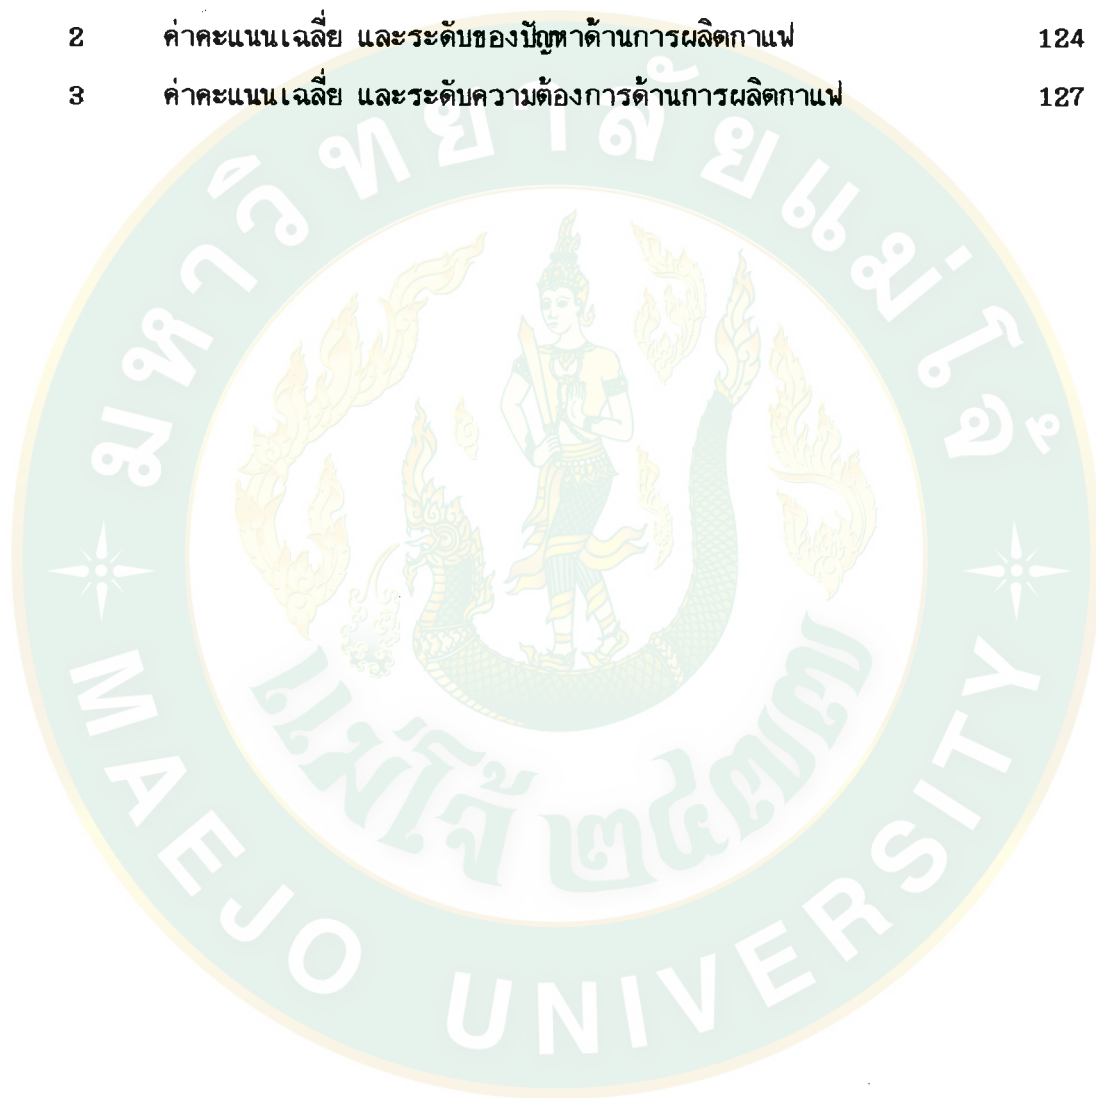 2 ค่าคะแนนเฉลี่ย และระดับของปัญหาด้านการผลิตกาแฟ 124
3 ค่าคะแนนเฉลี่ย และระดับความต้องการด้านการผลิตกาแฟ 127
มหาวิทยาลัยแม่โจ้
แม่โจ้ ๒๔๗๗
MAEJO UNIVERSITY